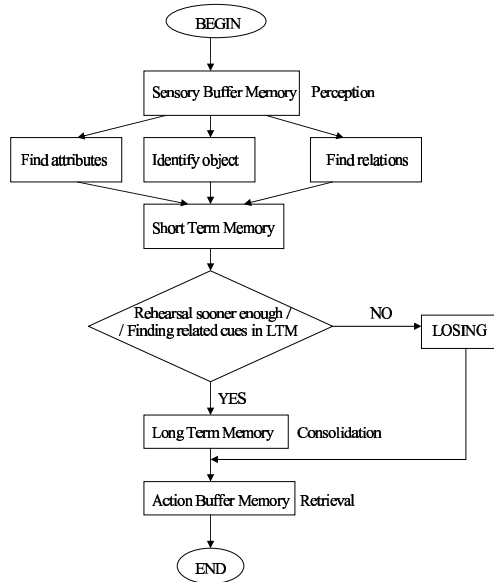 BEGIN
Sensory Buffer Memory
Perception
Find attributes
Identify object
Find relations
Short Term Memory
Rehearsal sooner enough /
/ Finding related cues in LTM
NO
LOSING
YES
Long Term Memory
Consolidation
Action Buffer Memory
Retrieval
END